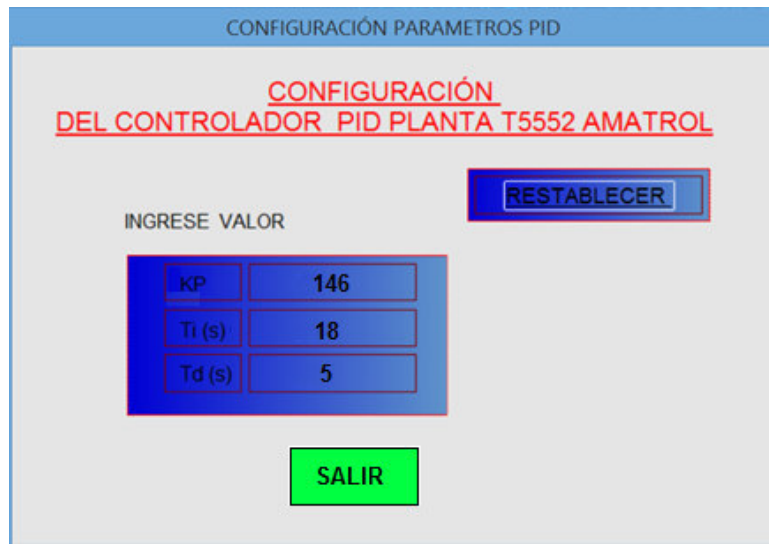 CONFIGURACIÓN PARAMETROS PID
CONFIGURACIÓN
DEL CONTROLADOR PID PLANTA T5552 AMATROL
RESTABLECER
INGRESE VALOR
KP 146
Ti (s) 18
Td (s) 5
SALIR